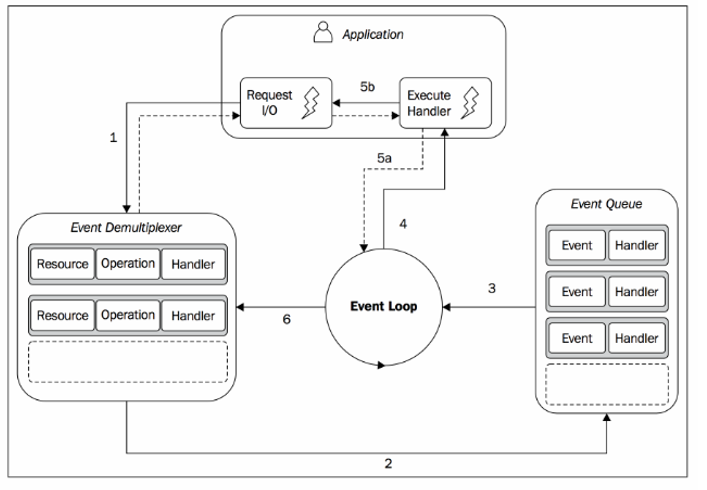 Application
Request
I/O
5b
Execute
Handler
1
5a
4
Event Demultiplexer
Resource Operation Handler
Resource Operation Handler
Event Loop
6
3
Event Queue
Event Handler
Event Handler
Event Handler
2